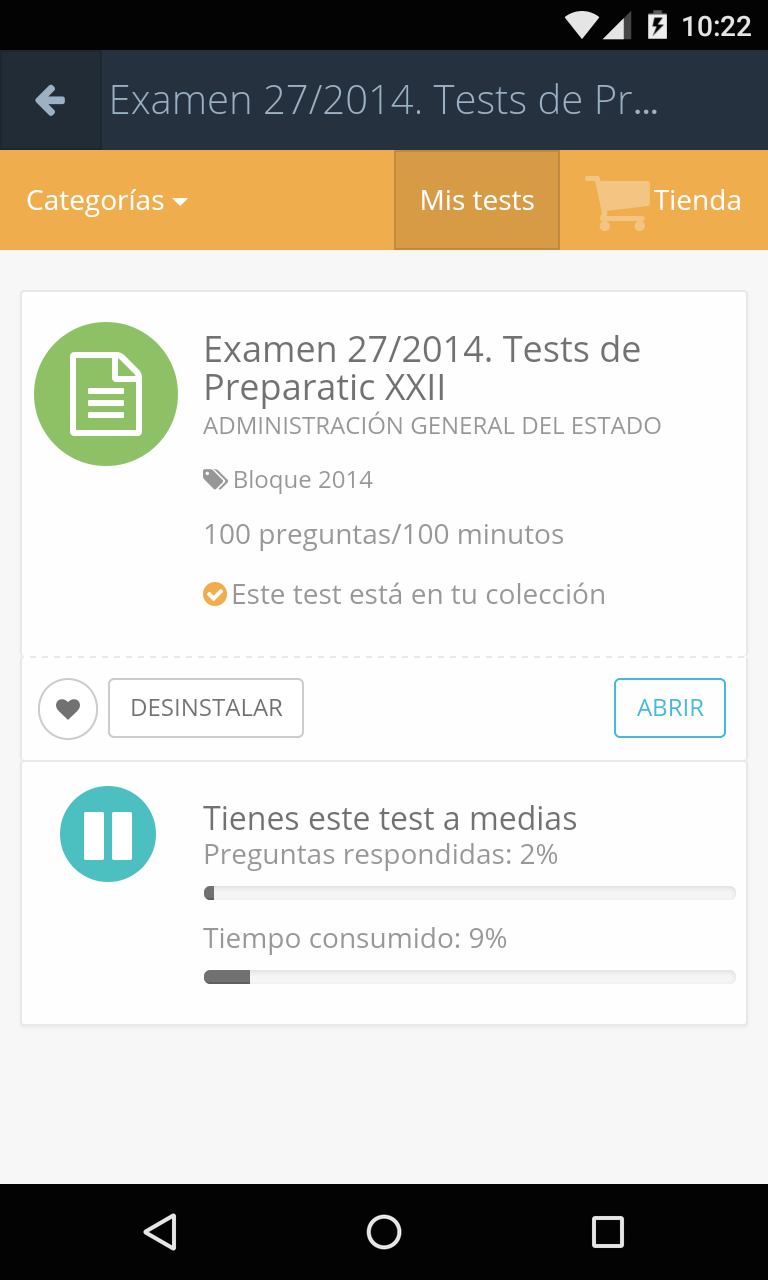 10:22
Examen 27/2014. Tests de Pr...
Categorías
Mis tests
Tienda
Examen 27/2014. Tests de
Preparatic XXII
ADMINISTRACIÓN GENERAL DEL ESTADO
Bloque 2014
100 preguntas/100 minutos
Este test está en tu colección
DESINSTALAR
ABRIR
Tienes este test a medias
Preguntas respondidas: 2%
Tiempo consumido: 9%